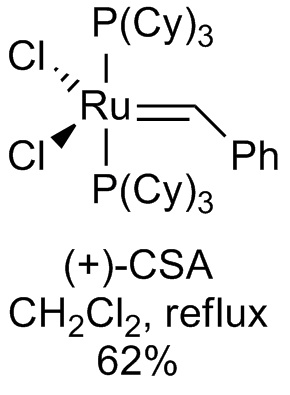 P(Cy)₃
Cl
Ru
Cl
Ph
P(Cy)₃
(+)-CSA
CH₂Cl₂, reflux
62%